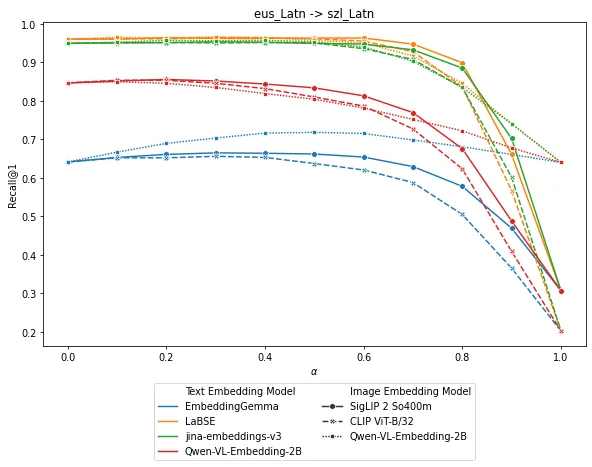 eus_Latn -> szl_Latn
1.0
0.9
0.8
0.7
0.6
0.5
0.4
0.3
0.2
Recall@1
0.0 0.2 0.4 0.6 0.8 1.0
α
Text Embedding Model Image Embedding Model
EmbeddingGemma SigLIP 2 So400m
LaBSE CLIP ViT-B/32
jina-embeddings-v3 Qwen-VL-Embedding-2B
Qwen-VL-Embedding-2B